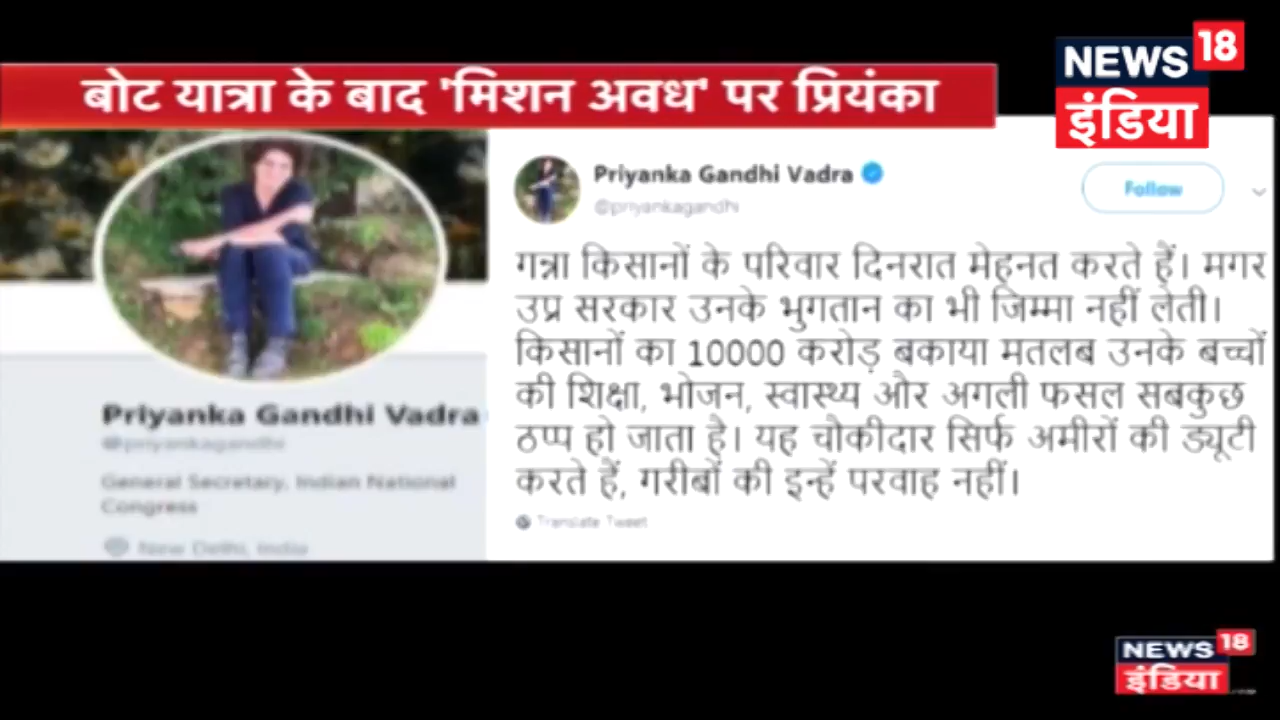 बोट यात्रा के बाद 'मिशन अवध' पर प्रियंका
NEWS 18
इंडिया
Priyanka Gandhi Vadra
@priyankagandhi
Follow
गन्ना किसानों के परिवार दिनरात मेहनत करते हैं। मगर
उप्र सरकार उनके भुगतान का भी जिम्मा नहीं लेती।
किसानों का 10000 करोड़ बकाया मतलब उनके बच्चों
की शिक्षा, भोजन, स्वास्थ्य और अगली फसल सबकुछ
ठप्प हो जाता है। यह चौकीदार सिर्फ अमीरों की ड्यूटी
करते हैं, गरीबों की इन्हें परवाह नहीं।
Translate Tweet
Priyanka Gandhi Vadra
@priyankagandhi
General Secretary, Indian National
Congress
New Delhi, India
NEWS 18
इंडिया